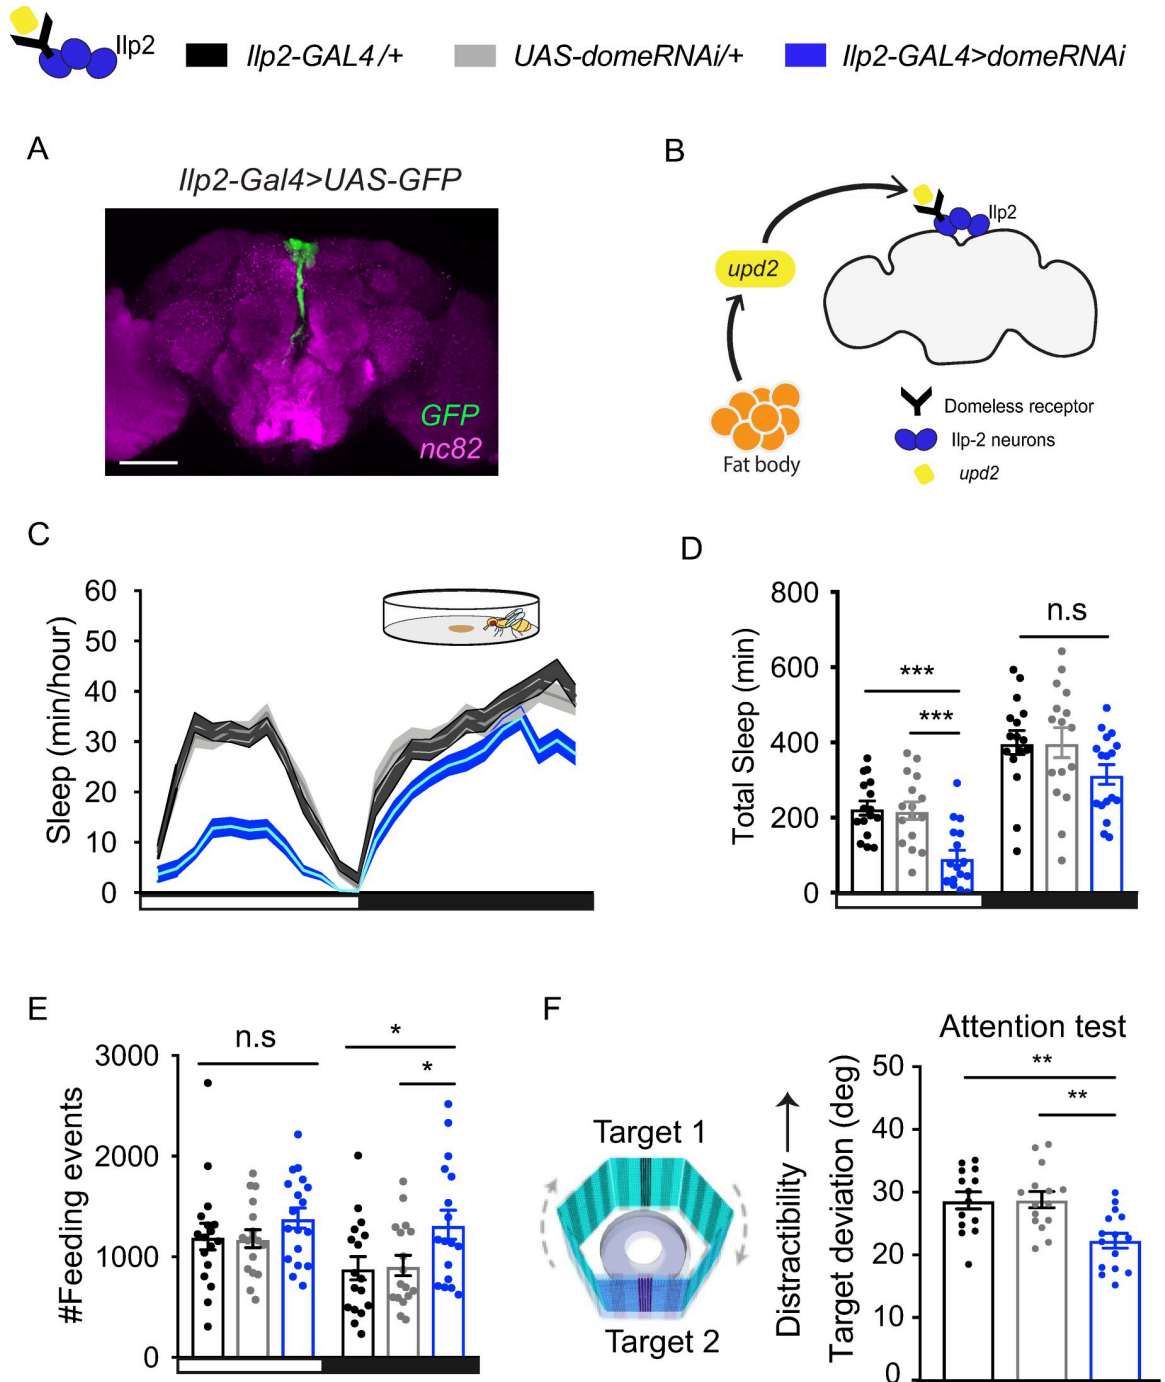 Ilp2
Ilp2-GAL4/+
UAS-domeRNAi/+
Ilp2-GAL4>domeRNAi
A
Ilp2-Gal4>UAS-GFP
GFP
nc82
B
Ilp2
upd2
Fat body
Domeless receptor
Ilp-2 neurons
upd2
C
Sleep (min/hour)
60
50
40
30
20
10
0
D
Total Sleep (min)
800
600
400
200
0
***
***
n.s
E
#Feeding events
3000
2000
1000
0
n.s
*
*
F
Target 1
Target 2
Distractibility
Attention test
Target deviation (deg)
50
40
30
20
10
0
**
**